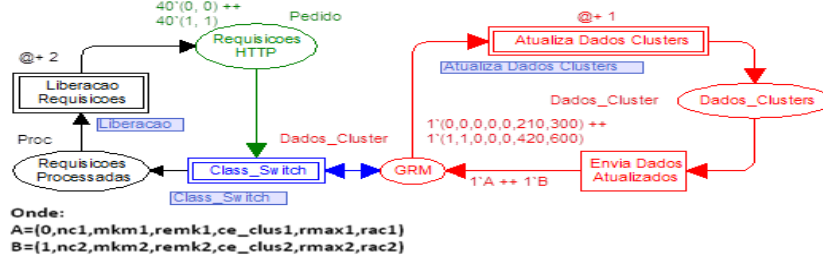 40`(0, 0) ++
40`(1, 1)
Pedido
Requisicoes
HTTP
@+ 2
Liberacao
Requisicoes
Liberacao
Proc
Requisicoes
Processadas
Class_Switch
Class_Switch
Dados_Cluster
GRM
@+ 1
Atualiza Dados Clusters
Atualiza Dados Clusters
Dados_Cluster
Dados_Clusters
1`(0,0,0,0,0,210,300) ++
1`(1,1,0,0,0,420,600)
Envia Dados
Atualizados
1`A ++ 1`B
Onde:
A=(0,nc1,mkm1,remk1,ce_clus1,rmax1,rac1)
B=(1,nc2,mkm2,remk2,ce_clus2,rmax2,rac2)